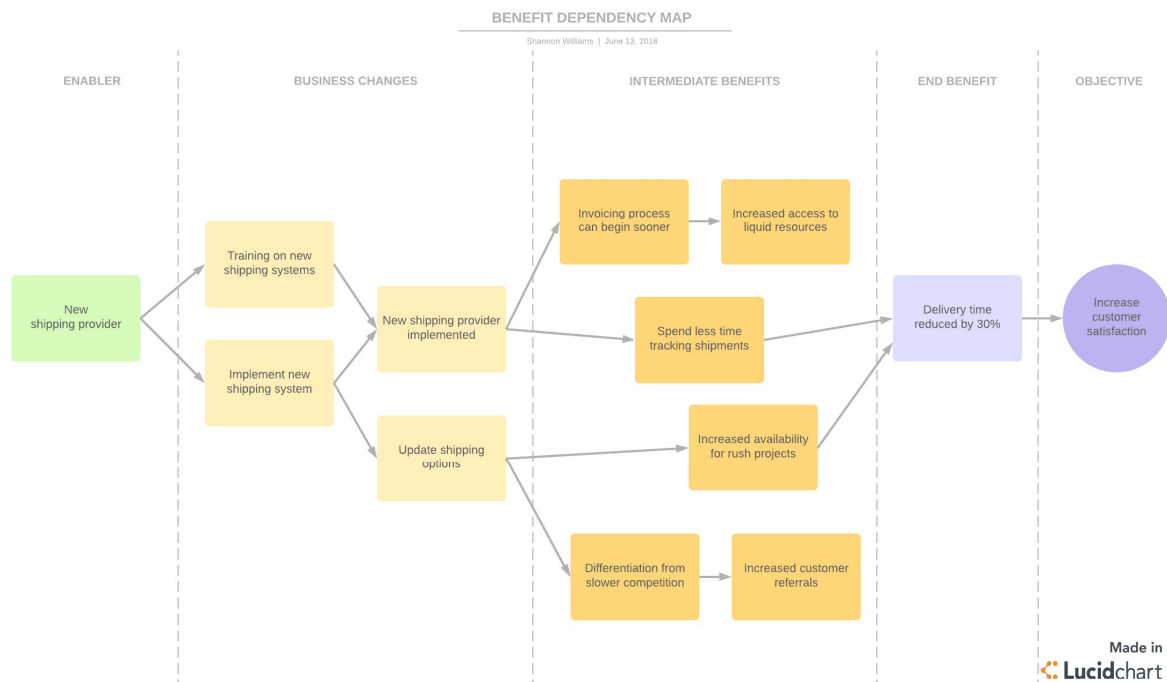 BENEFIT DEPENDENCY MAP
Shannon Williams | June 13, 2018
ENABLER
BUSINESS CHANGES
INTERMEDIATE BENEFITS
END BENEFIT
OBJECTIVE
New
shipping provider
Training on new
shipping systems
Implement new
shipping system
New shipping provider
implemented
Update shipping
options
Invoicing process
can begin sooner
Increased access to
liquid resources
Spend less time
tracking shipments
Increased availability
for rush projects
Differentiation from
slower competition
Increased customer
referrals
Delivery time
reduced by 30%
Increase
customer
satisfaction
Made in
Lucidchart